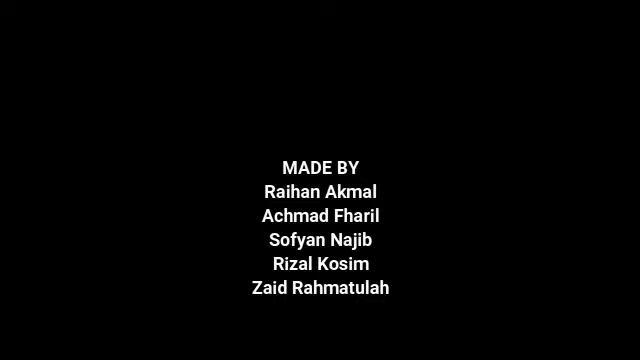 MADE BY
Raihan Akmal
Achmad Fharil
Sofyan Najib
Rizal Kosim
Zaid Rahmatulah